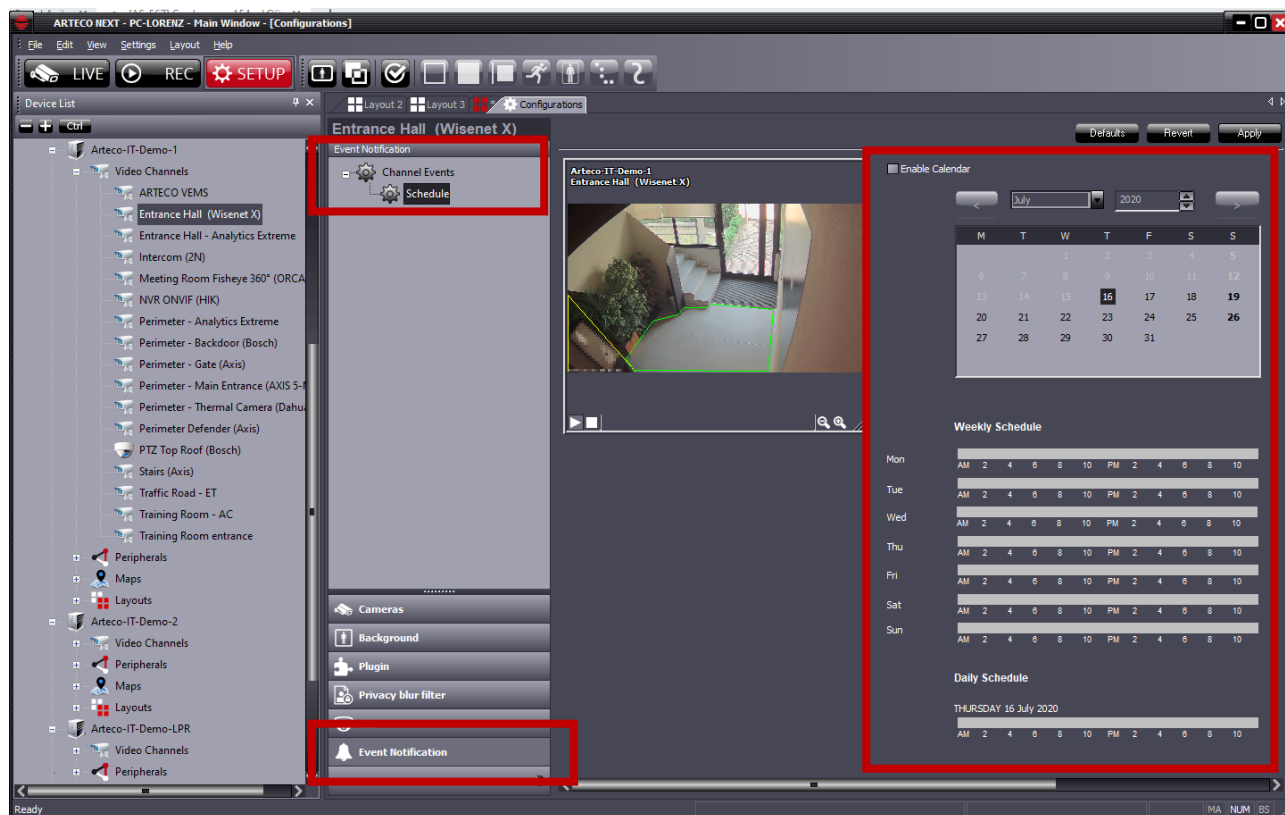 ARTECO NEXT - PC-LORENZ - Main Window - [Configurations]
File Edit View Settings Layout Help
LIVE REC SETUP
Device List
Layout 2 Layout 3 Configurations
Ctrl
Defaults Revert Apply
Arteco-IT-Demo-1
Video Channels
ARTECO VEMS
Entrance Hall (Wisenet X)
Entrance Hall - Analytics Extreme
Intercom (2N)
Meeting Room Fisheye 360° (ORCA
NVR ONVIF (HIK)
Perimeter - Analytics Extreme
Perimeter - Backdoor (Bosch)
Perimeter - Gate (Axis)
Perimeter - Main Entrance (AXIS 5-M
Perimeter - Thermal Camera (Dahua
Perimeter Defender (Axis)
PTZ Top Roof (Bosch)
Stairs (Axis)
Traffic Road - ET
Training Room - AC
Training Room entrance
Peripherals
Maps
Layouts
Arteco-IT-Demo-2
Video Channels
Peripherals
Maps
Layouts
Arteco-IT-Demo-LPR
Video Channels
Peripherals
Entrance Hall (Wisenet X)
Event Notification
Channel Events
Schedule
Cameras
Background
Plugin
Privacy blur filter
Event Notification
Arteco-IT-Demo-1
Entrance Hall (Wisenet X)
Enable Calendar
< July 2020 >
M T W T F S S
1 2 3 4 5
6 7 8 9 10 11 12
13 14 15 16 17 18 19
20 21 22 23 24 25 26
27 28 29 30 31
Weekly Schedule
Mon
AM 2 4 6 8 10 PM 2 4 6 8 10
Tue
AM 2 4 6 8 10 PM 2 4 6 8 10
Wed
AM 2 4 6 8 10 PM 2 4 6 8 10
Thu
AM 2 4 6 8 10 PM 2 4 6 8 10
Fri
AM 2 4 6 8 10 PM 2 4 6 8 10
Sat
AM 2 4 6 8 10 PM 2 4 6 8 10
Sun
AM 2 4 6 8 10 PM 2 4 6 8 10
Daily Schedule
THURSDAY 16 July 2020
AM 2 4 6 8 10 PM 2 4 6 8 10
Ready
MA NUM BS